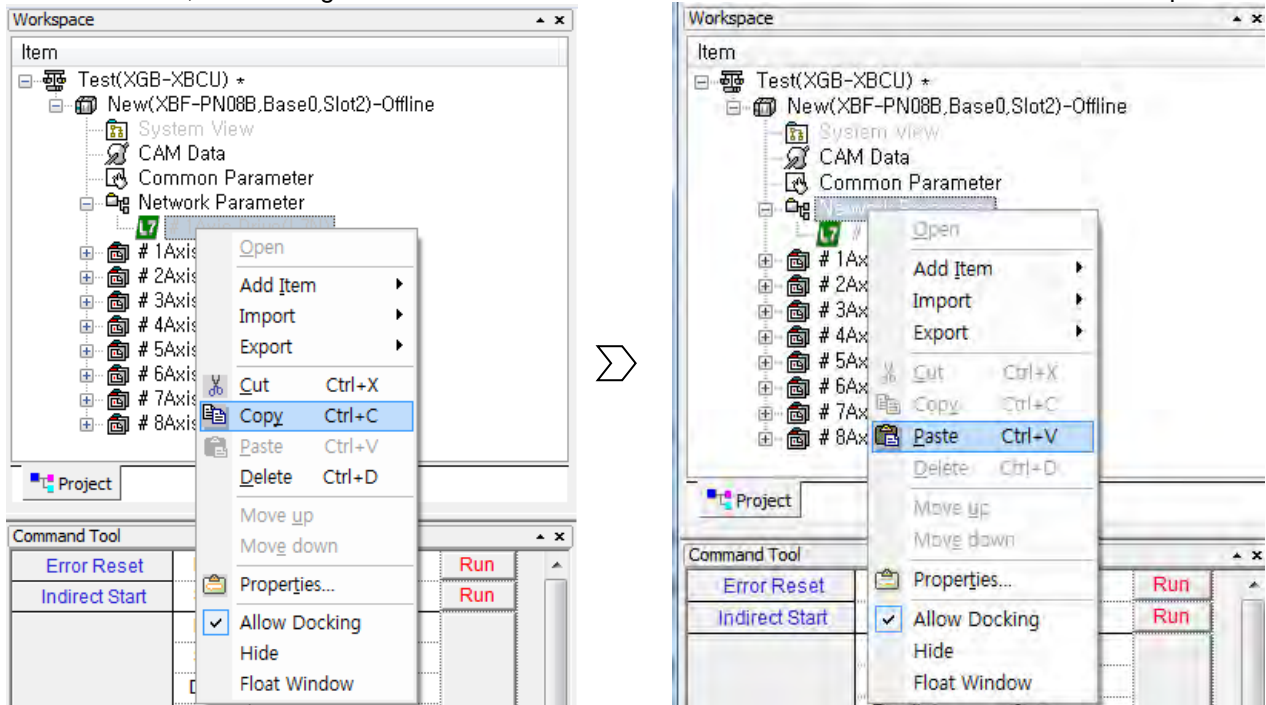 Workspace
Item
Test(XGB-XBCU) *
New(XBF-PN08B,Base0,Slot2)-Offline
System View
CAM Data
Common Parameter
Network Parameter
L7
# 1Axis
# 2Axis
# 3Axis
# 4Axis
# 5Axis
# 6Axis
# 7Axis
# 8Axis
Open
Add Item
Import
Export
Cut Ctrl+X
Copy Ctrl+C
Paste Ctrl+V
Delete Ctrl+D
Move up
Move down
Properties...
Allow Docking
Hide
Float Window
Project
Command Tool
Error Reset Run
Indirect Start Run
Workspace
Item
Test(XGB-XBCU) *
New(XBF-PN08B,Base0,Slot2)-Offline
System View
CAM Data
Common Parameter
L7 #
# 1Ax
# 2Ax
# 3Ax
# 4Ax
# 5Ax
# 6Ax
# 7Ax
# 8Ax
Open
Add Item
Import
Export
Cut Ctrl+X
Copy Ctrl+C
Paste Ctrl+V
Delete Ctrl+D
Move up
Move down
Properties...
Allow Docking
Hide
Float Window
Project
Command Tool
Error Reset Run
Indirect Start Run